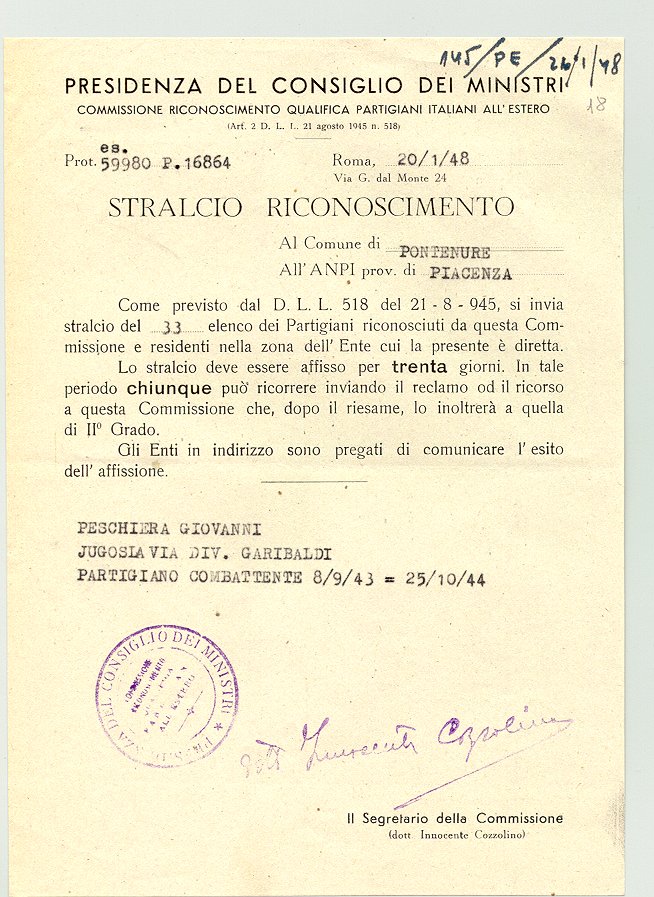 145/PE/26/1/48
18
PRESIDENZA DEL CONSIGLIO DEI MINISTRI
COMMISSIONE RICONOSCIMENTO QUALIFICA PARTIGIANI ITALIANI ALL'ESTERO
(Art. 2 D. L. L. 21 agosto 1945 n. 518)
es.
Prot. 59980 P.16864
Roma, 20/1/48
Via G. dal Monte 24
STRALCIO RICONOSCIMENTO
Al Comune di PONTENURE
All'ANPI prov. di PIACENZA
Come previsto dal D. L. L. 518 del 21 - 8 - 945, si invia
stralcio del 33 elenco dei Partigiani riconosciuti da questa Com-
missione e residenti nella zona dell'Ente cui la presente è diretta.
Lo stralcio deve essere affisso per trenta giorni. In tale
periodo chiunque può ricorrere inviando il reclamo od il ricorso
a questa Commissione che, dopo il riesame, lo inoltrerà a quella
di IIº Grado.
Gli Enti in indirizzo sono pregati di comunicare l'esito
dell'affissione.
PESCHIERA GIOVANNI
JUGOSLAVIA DIV. GARIBALDI
PARTIGIANO COMBATTENTE 8/9/43 = 25/10/44
PRESIDENZA DEL CONSIGLIO DEI MINISTRI
COMMISSIONE
RICONOSCIMENTO
ALL'ESTERO
dott Innocente Cozzolino
Il Segretario della Commissione
(dott. Innocente Cozzolino)